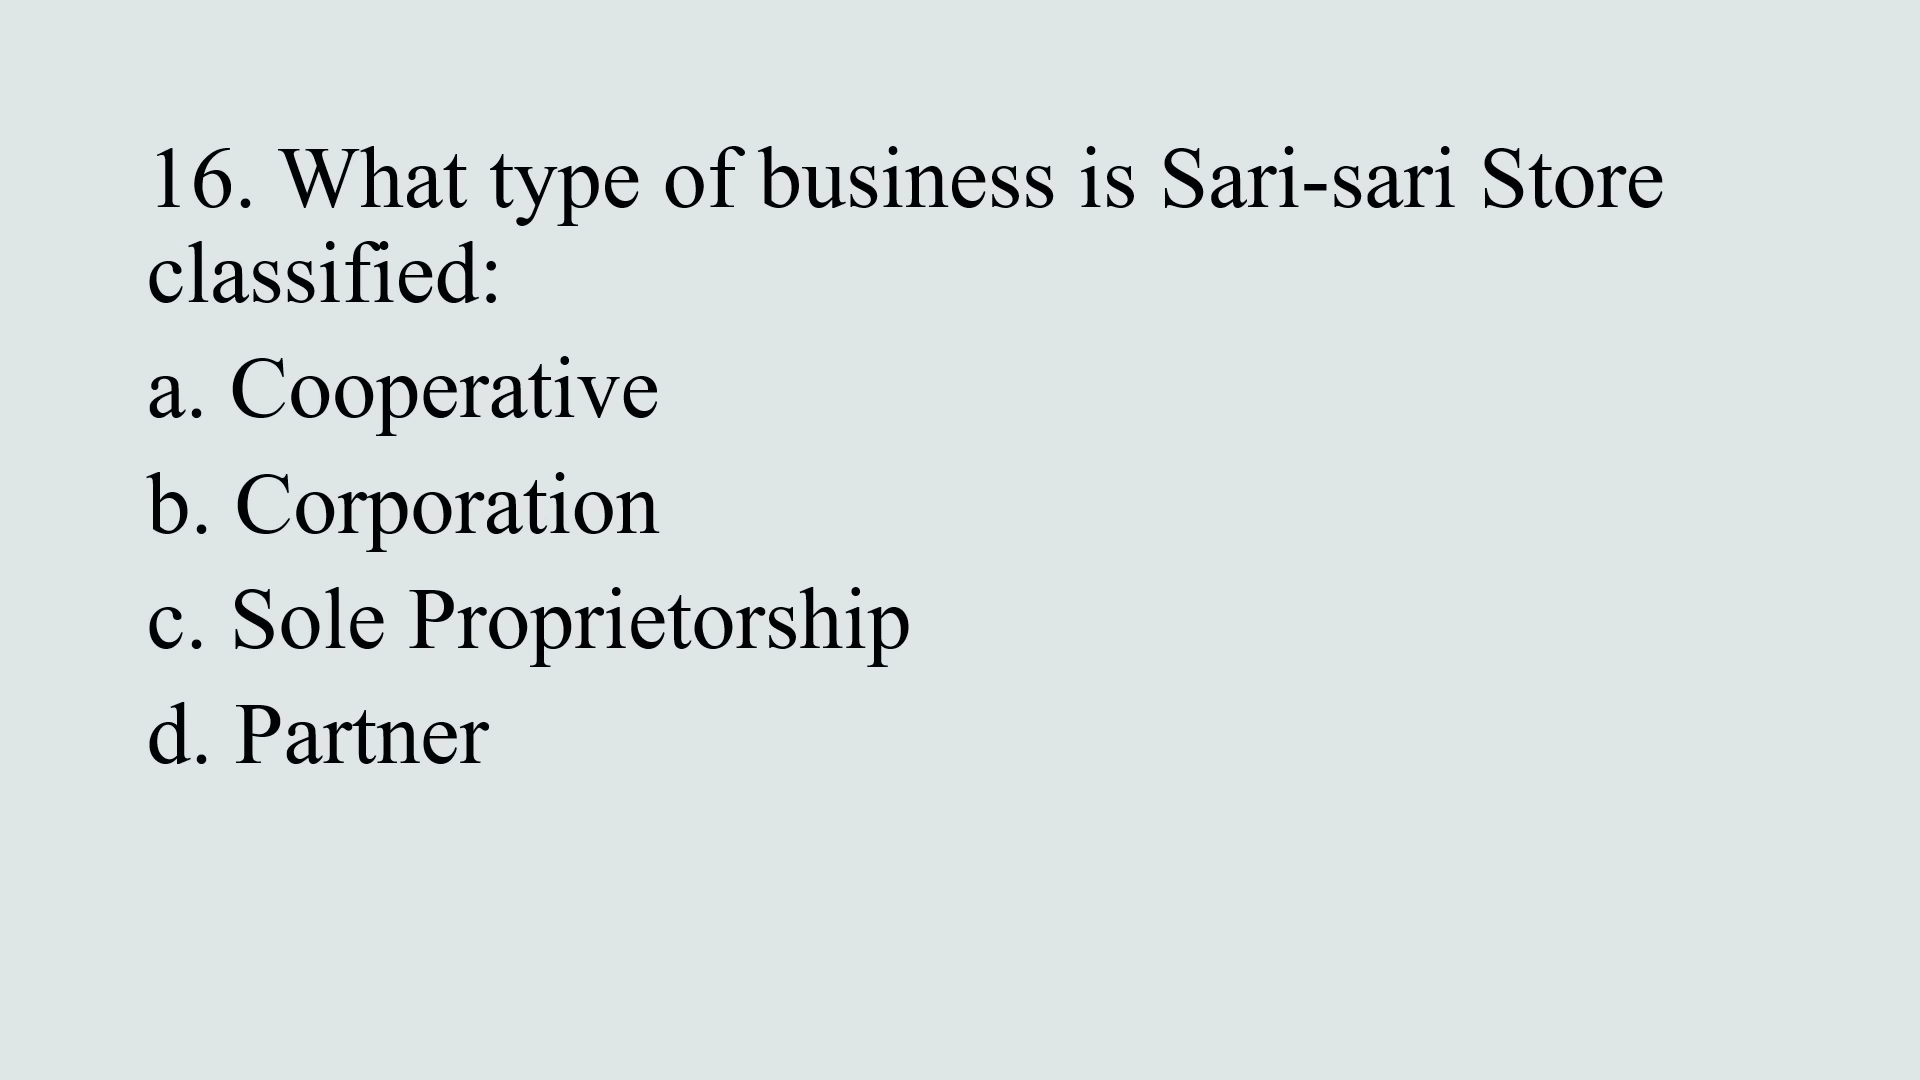 16. What type of business is Sari-sari Store
classified:
a. Cooperative
b. Corporation
c. Sole Proprietorship
d. Partner